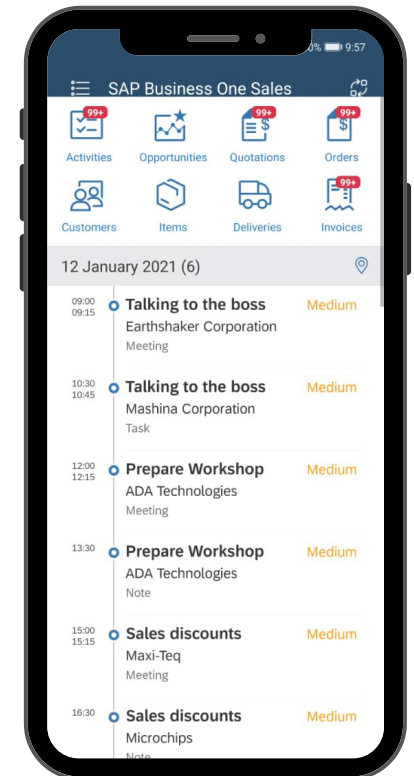 0% 9:57
SAP Business One Sales
99+ 99+ 99+
Activities Opportunities Quotations Orders
99+
Customers Items Deliveries Invoices
12 January 2021 (6)
09:00 Talking to the boss Medium
09:15 Earthshaker Corporation
Meeting
10:30 Talking to the boss Medium
10:45 Mashina Corporation
Task
12:00 Prepare Workshop Medium
12:15 ADA Technologies
Meeting
13:30 Prepare Workshop Medium
ADA Technologies
Note
15:00 Sales discounts Medium
15:15 Maxi-Teq
Meeting
16:30 Sales discounts Medium
Microchips
Note